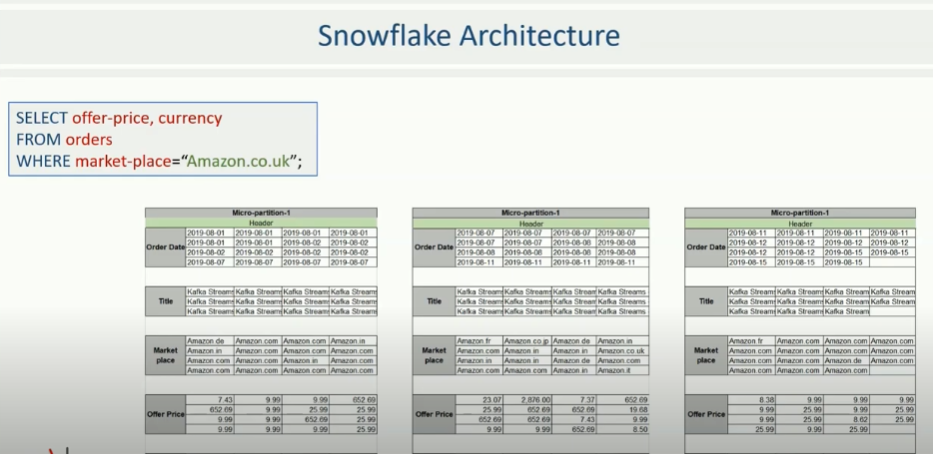 Snowflake Architecture
SELECT offer-price, currency
FROM orders
WHERE market-place="Amazon.co.uk";
Micro-partition-1
Header
Order Date
2019-08-01 2019-08-01 2019-08-01 2019-08-01
2019-08-01 2019-08-01 2019-08-02 2019-08-02
2019-08-02 2019-08-02 2019-08-02 2019-08-02
2019-08-07 2019-08-07 2019-08-07 2019-08-07
Title
Kafka Stream Kafka Stream Kafka Stream Kafka Stream
Kafka Stream Kafka Stream Kafka Stream Kafka Stream
Kafka Stream Kafka Stream Kafka Stream Kafka Stream
Market
place
Amazon.de Amazon.com Amazon.com Amazon.in
Amazon.in Amazon.com Amazon.com Amazon.com
Amazon.com Amazon.com Amazon.in Amazon.com
Amazon.com Amazon.com Amazon.com Amazon.com
Offer Price
7.43 9.99 9.99 652.69
652.69 9.99 25.99 25.99
9.99 9.99 652.69 25.99
9.99 9.99 9.99 25.99
Micro-partition-1
Header
Order Date
2019-08-07 2019-08-07 2019-08-07 2019-08-07
2019-08-07 2019-08-07 2019-08-08 2019-08-08
2019-08-08 2019-08-08 2019-08-08 2019-08-08
2019-08-11 2019-08-11 2019-08-11 2019-08-11
Title
Kafka Stream Kafka Stream Kafka Stream Kafka Streams
Kafka Stream Kafka Stream Kafka Stream Kafka Streams
Kafka Stream Kafka Stream Kafka Stream Kafka Streams
Market
place
Amazon.fr Amazon.co.jp Amazon.de Amazon.in
Amazon.com Amazon.in Amazon.in Amazon.co.uk
Amazon.in Amazon.in Amazon.de Amazon.com
Amazon.com Amazon.com Amazon.in Amazon.it
Offer Price
23.07 2,876.00 7.37 652.69
25.99 652.69 652.69 19.68
652.69 652.69 7.43 9.99
9.99 9.99 652.69 8.50
Micro-partition-1
Header
Order Date
2019-08-11 2019-08-11 2019-08-11 2019-08-11
2019-08-12 2019-08-12 2019-08-12 2019-08-12
2019-08-12 2019-08-12 2019-08-15 2019-08-15
2019-08-15 2019-08-15 2019-08-15
Title
Kafka Stream Kafka Stream Kafka Stream Kafka Stream
Kafka Stream Kafka Stream Kafka Stream Kafka Stream
Kafka Stream Kafka Stream Kafka Stream
Market
place
Amazon.fr Amazon.com Amazon.com Amazon.com
Amazon.com Amazon.com Amazon.com Amazon.com
Amazon.com Amazon.com Amazon.de Amazon.com
Amazon.com Amazon.com Amazon.com
Offer Price
8.38 9.99 9.99 9.99
9.99 25.99 9.99 25.99
9.99 25.99 8.62 25.99
25.99 9.99 25.99